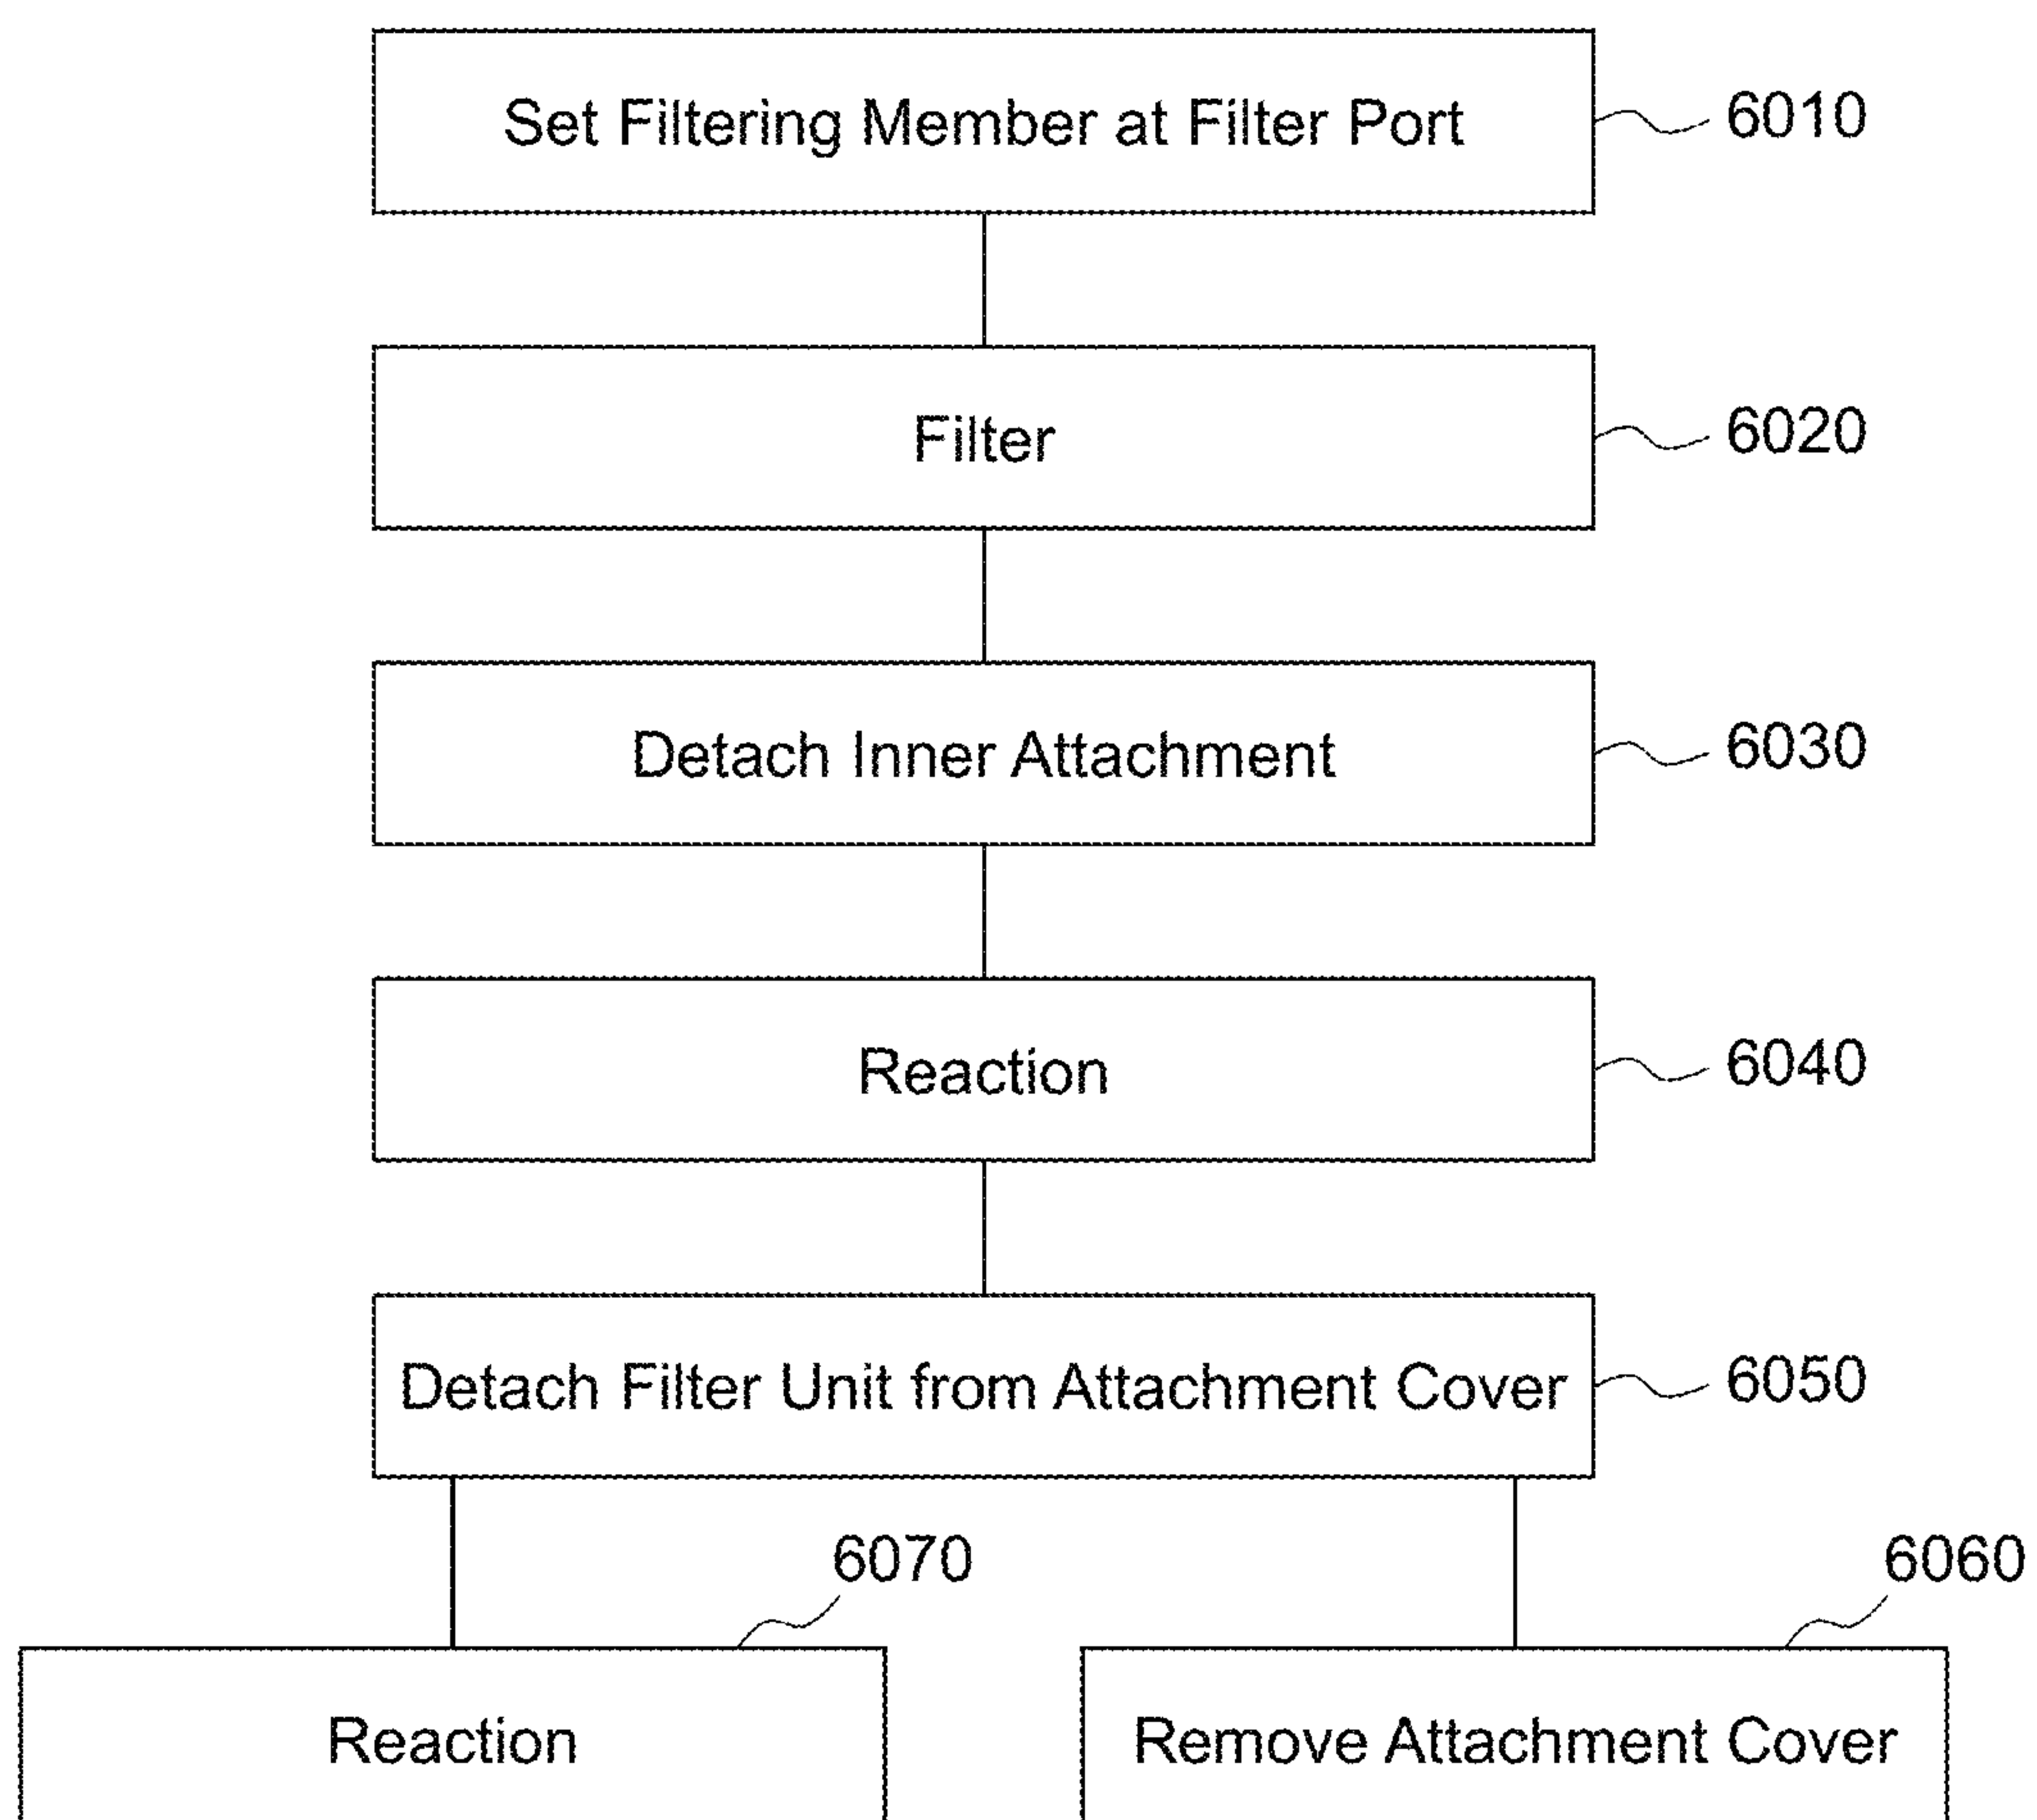 Set Filtering Member at Filter Port
6010
Filter
6020
Detach Inner Attachment
6030
Reaction
6040
Detach Filter Unit from Attachment Cover
6050
6070
6060
Reaction
Remove Attachment Cover